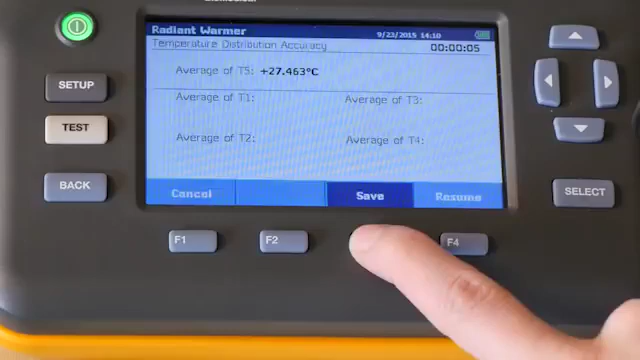 Radiant Warmer 9/23/2015 14:10
Temperature Distribution Accuracy 00:00:05
Average of T5: +27.463°C
Average of T1: Average of T3:
Average of T2: Average of T4:
Cancel Save Resume
SETUP
TEST
BACK
SELECT
F1 F2 F4